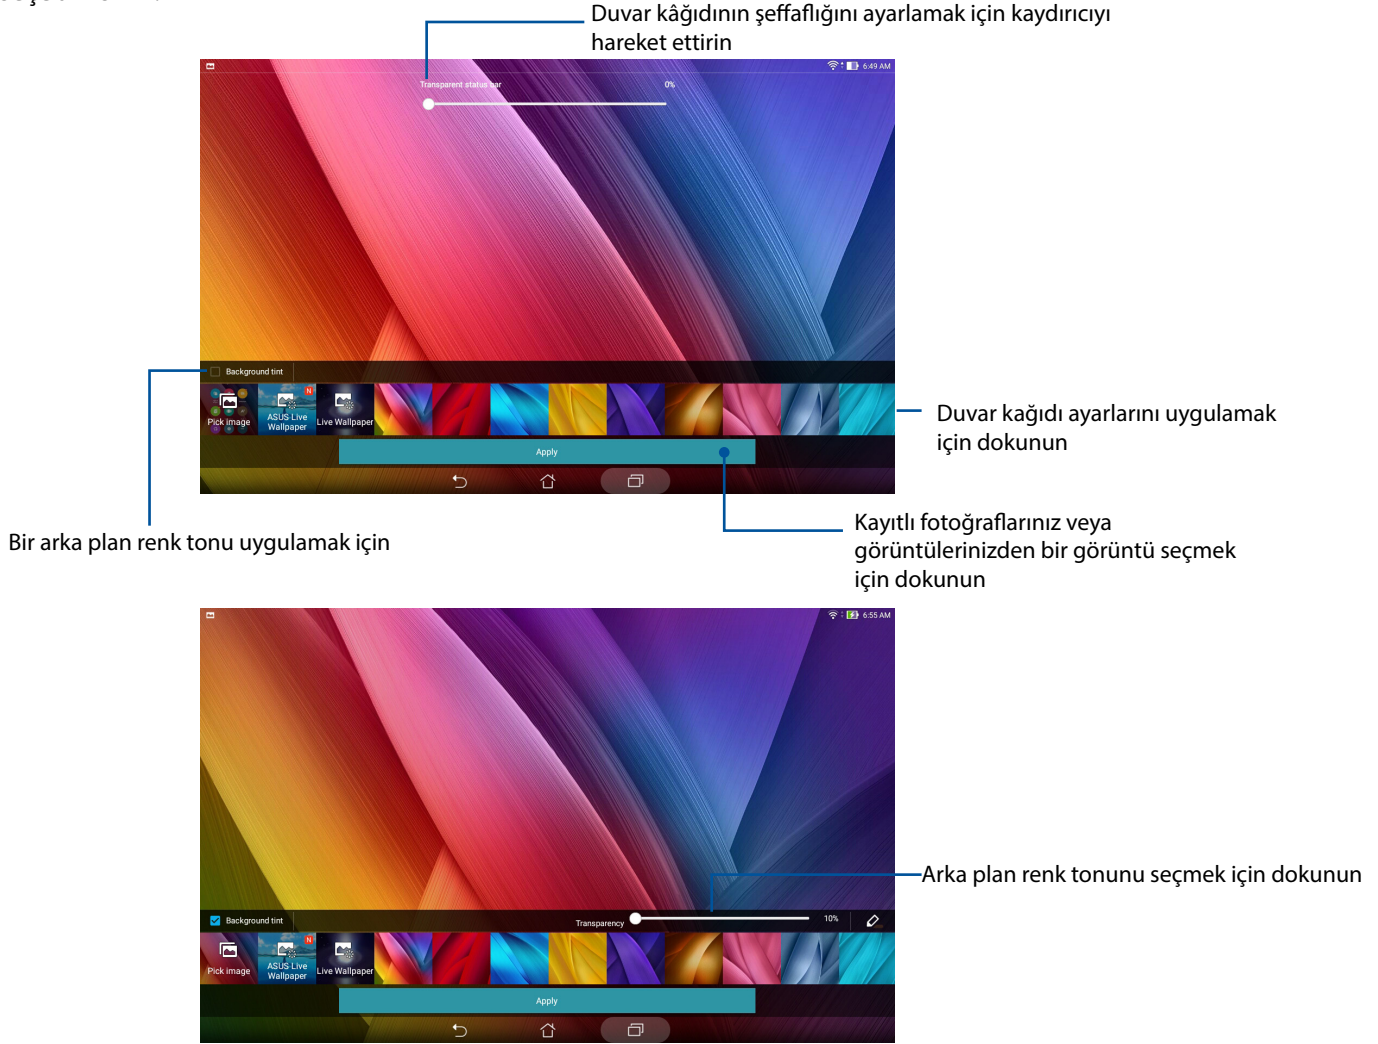 Duvar kâğıdının şeffaflığını ayarlamak için kaydırıcıyı
hareket ettirin
6:49 AM
Transparent status bar
0%
Background tint
Pick image
ASUS Live
Wallpaper
N
Live Wallpaper
Apply
Duvar kağıdı ayarlarını uygulamak
için dokunun
Bir arka plan renk tonu uygulamak için
Kayıtlı fotoğraflarınız veya
görüntülerinizden bir görüntü seçmek
için dokunun
6:55 AM
Arka plan renk tonunu seçmek için dokunun
Background tint
Transparency
10%
Pick image
ASUS Live
Wallpaper
N
Live Wallpaper
Apply